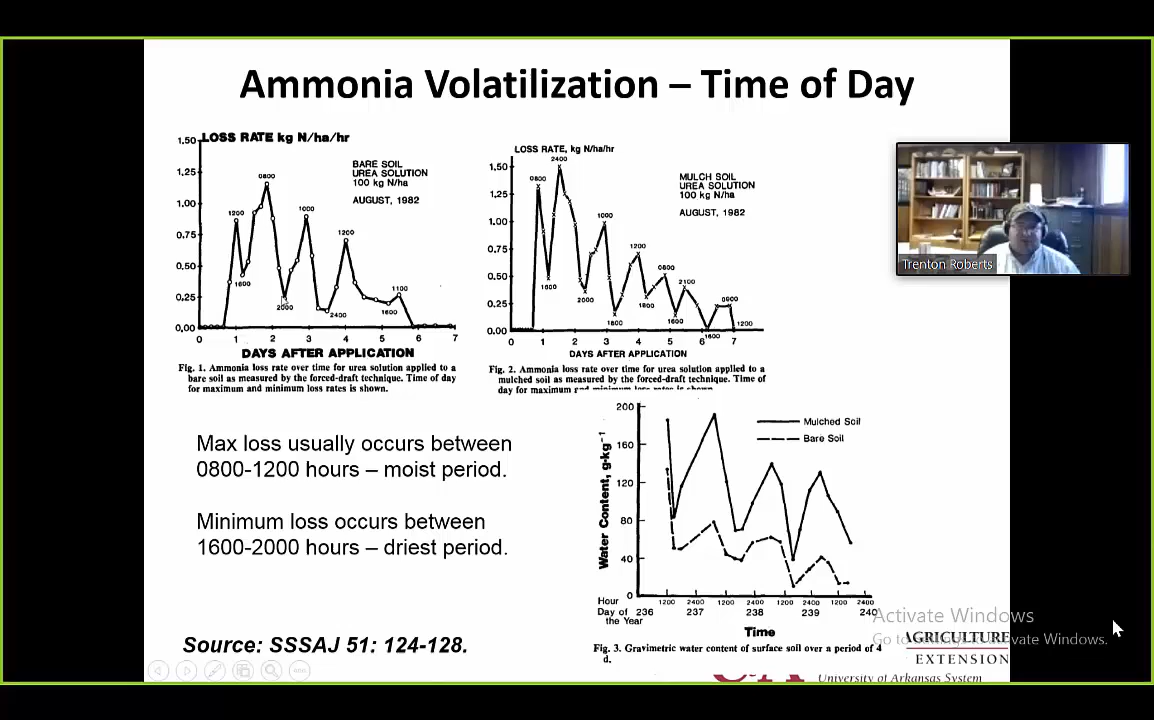 Ammonia Volatilization – Time of Day
LOSS RATE kg N/ha/hr
1.50
1,25
1.00
0.75
0,50
0,25
0,00
0 1 2 3 4 5 6 7
1200
1600
0800
2000
1000
2400
1200
1600
1100
BARE SOIL
UREA SOLUTION
100 kg N/ha
AUGUST, 1982
DAYS AFTER APPLICATION
Fig. 1. Ammonia loss rate over time for urea solution applied to a
bare soil as measured by the forced-draft technique. Time of day
for maximum and minimum loss rates is shown.
LOSS RATE, kg N/ha/hr
1.50
1.25
1.00
0.75
0.50
0.25
0.00
0 1 2 3 4 5 6 7
0800
1600
2400
2000
1000
1600
1200
1800
0800
1600
2100
1600
0900
1200
MULCH SOIL
UREA SOLUTION
100 kg N/ha
AUGUST, 1982
DAYS AFTER APPLICATION
Fig. 2. Ammonia loss rate over time for urea solution applied to a
mulched soil as measured by the forced-draft technique. Time of
day for maximum and minimum loss rates is shown.
Trenton Roberts
Max loss usually occurs between
0800-1200 hours – moist period.
Minimum loss occurs between
1600-2000 hours – driest period.
Water Content, g·kg⁻¹
200
160
120
80
40
0
Mulched Soil
Bare Soil
Hour 1200 2400 1200 2400 1200 2400 1200 2400
Day of 236 237 238 239 240
the Year
Time
Fig. 3. Gravimetric water content of surface soil over a period of 4
d.
Source: SSSAJ 51: 124-128.
Activate Windows
Go to Settings to activate Windows.
AGRICULTURE
EXTENSION
University of Arkansas System